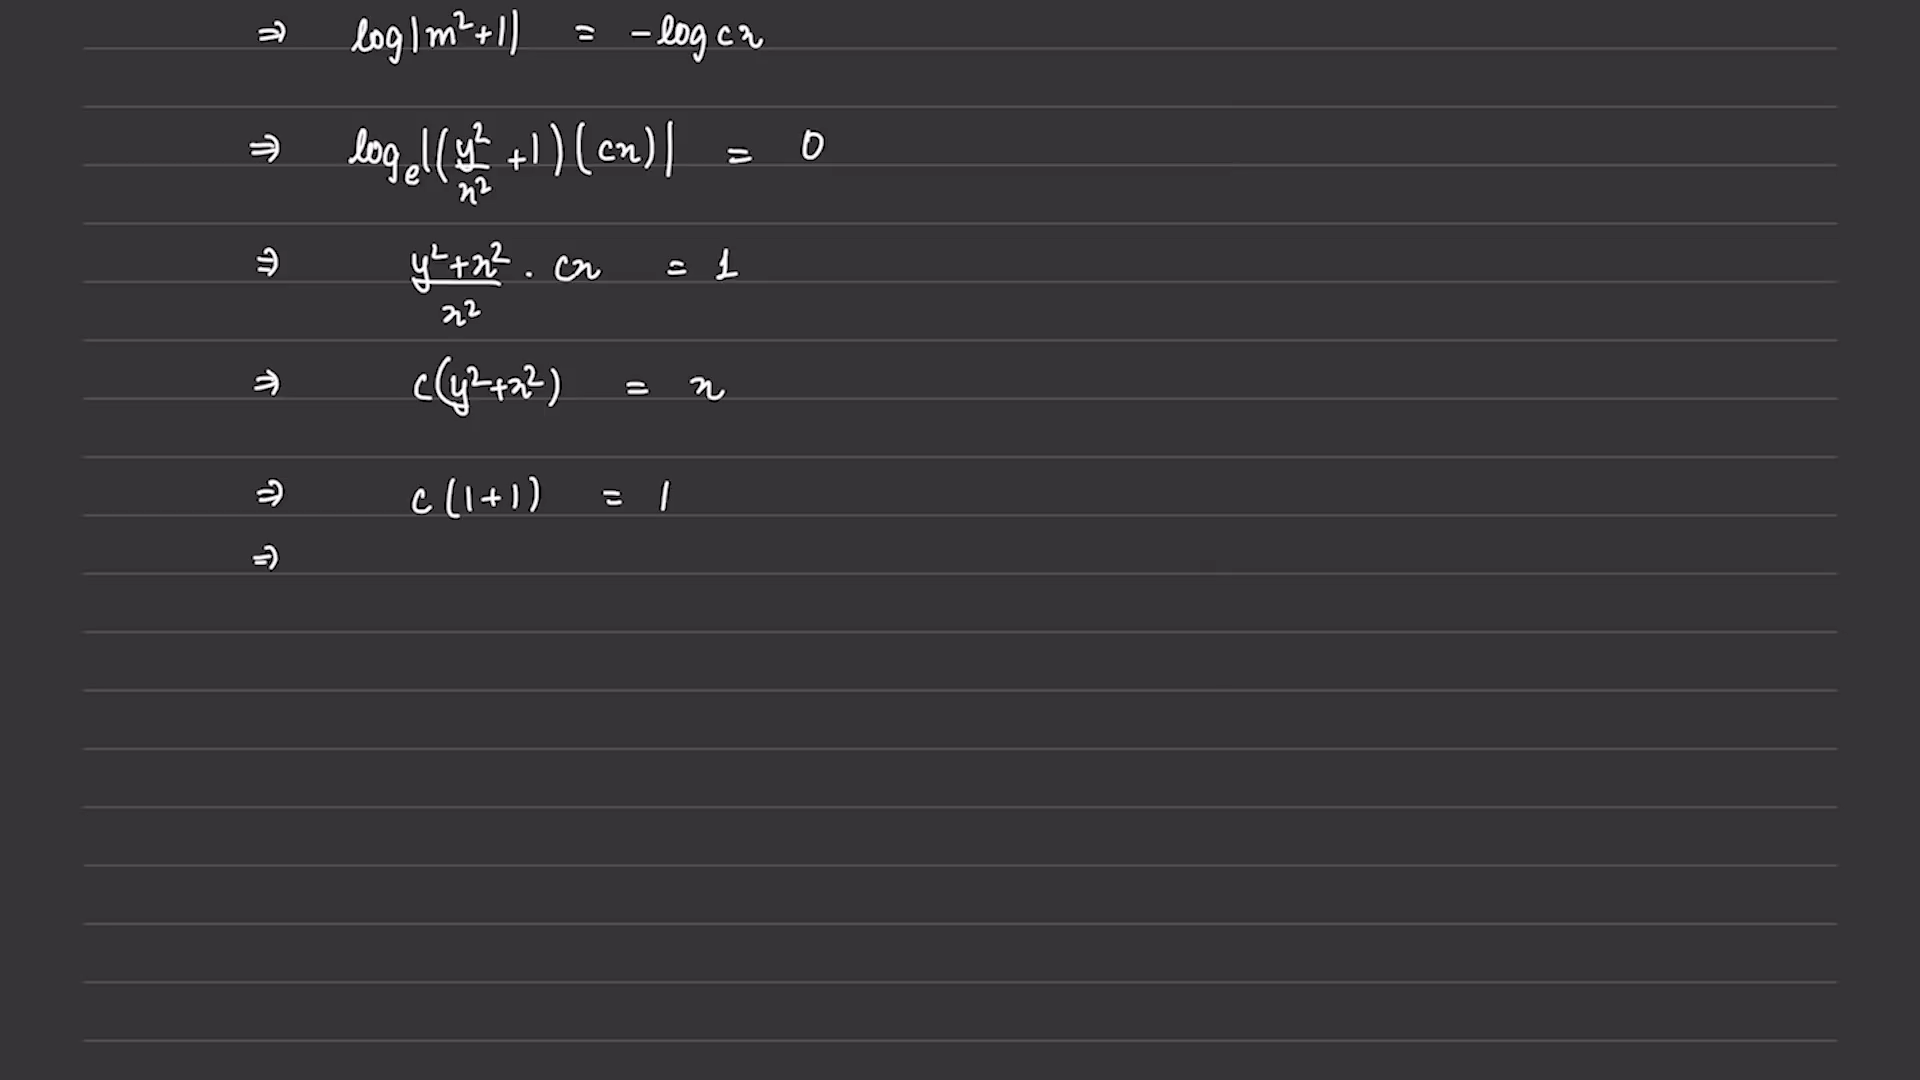 ⇒ log|m²+1| = -log cx
⇒ logₑ|(y²/x² + 1)(cx)| = 0
⇒ (y²+x²)/x² . cx = 1
⇒ c(y²+x²) = x
⇒ c(1+1) = 1
⇒